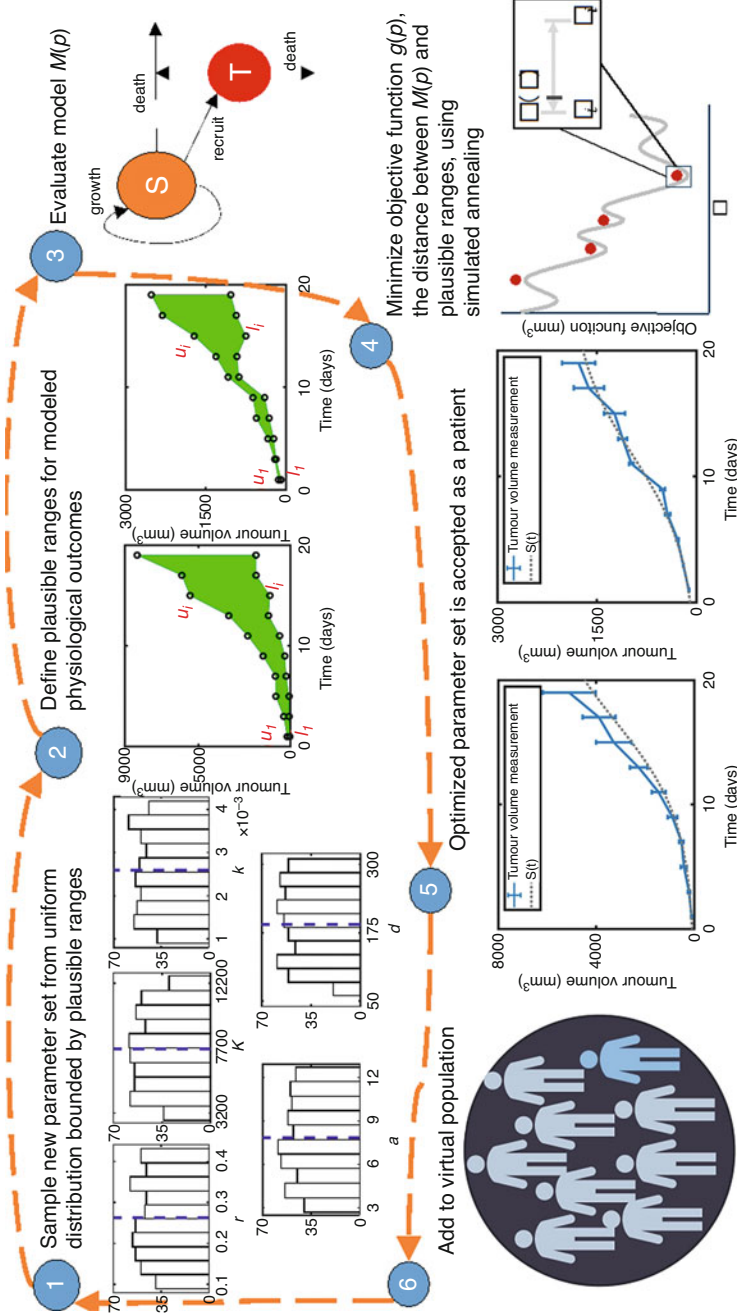 1
Sample new parameter set from uniform
distribution bounded by plausible ranges
70
35
0
0.1 0.2 0.3 0.4
r
70
35
0
3200 7700 12200
K
70
35
0
1 2 3 4
×10⁻³
k
70
35
0
3 6 9 12
a
70
35
0
50 175 300
d
2
Define plausible ranges for modeled
physiological outcomes
Tumour volume (mm³)
9000
5000
0
0 10 20
Time (days)
u₁
l₁
uᵢ
lᵢ
Tumour volume (mm³)
3000
1500
0
0 10 20
Time (days)
u₁
l₁
uᵢ
lᵢ
3
Evaluate model M(p)
growth
S
death
recruit
T
death
4
Minimize objective function g(p),
the distance between M(p) and
plausible ranges, using
simulated annealing
Objective funciton (mm³)
5
Optimized parameter set is accepted as a patient
Tumour volume (mm³)
8000
4000
0
0 10 20
Time (days)
Tumour volume measurement
S(t)
Tumour volume (mm³)
3000
1500
0
0 10 20
Time (days)
Tumour volume measurement
S(t)
6
Add to virtual population